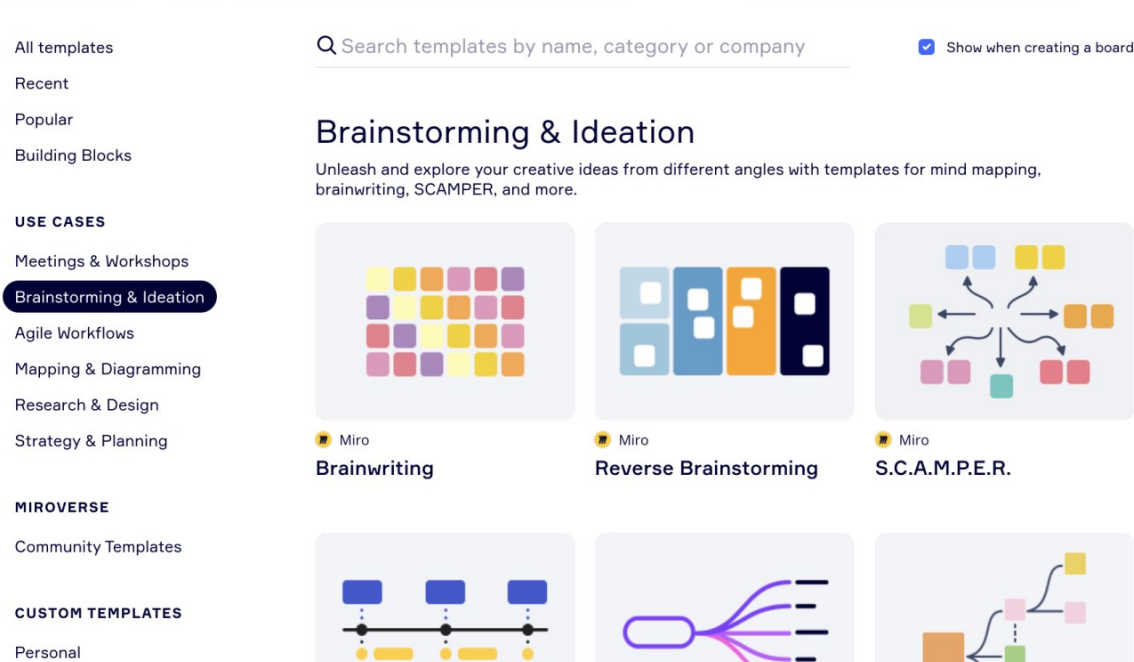 All templates
Recent
Popular
Building Blocks
USE CASES
Meetings & Workshops
Brainstorming & Ideation
Agile Workflows
Mapping & Diagramming
Research & Design
Strategy & Planning
MIROVERSE
Community Templates
CUSTOM TEMPLATES
Personal
Search templates by name, category or company
Show when creating a board
Brainstorming & Ideation
Unleash and explore your creative ideas from different angles with templates for mind mapping,
brainwriting, SCAMPER, and more.
Miro
Brainwriting
Miro
Reverse Brainstorming
Miro
S.C.A.M.P.E.R.